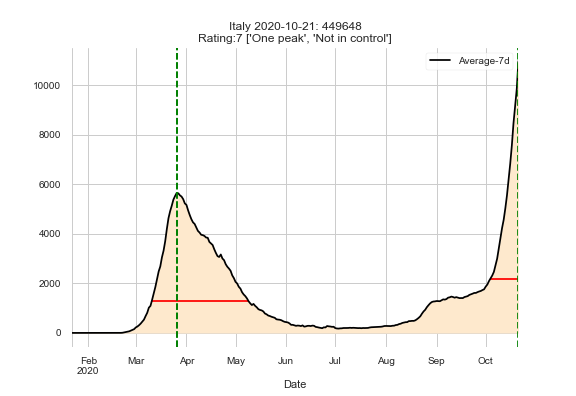 Italy 2020-10-21: 449648
Rating:7 ['One peak', 'Not in control']
Average-7d
10000
8000
6000
4000
2000
0
Feb Mar Apr May Jun Jul Aug Sep Oct
2020
Date